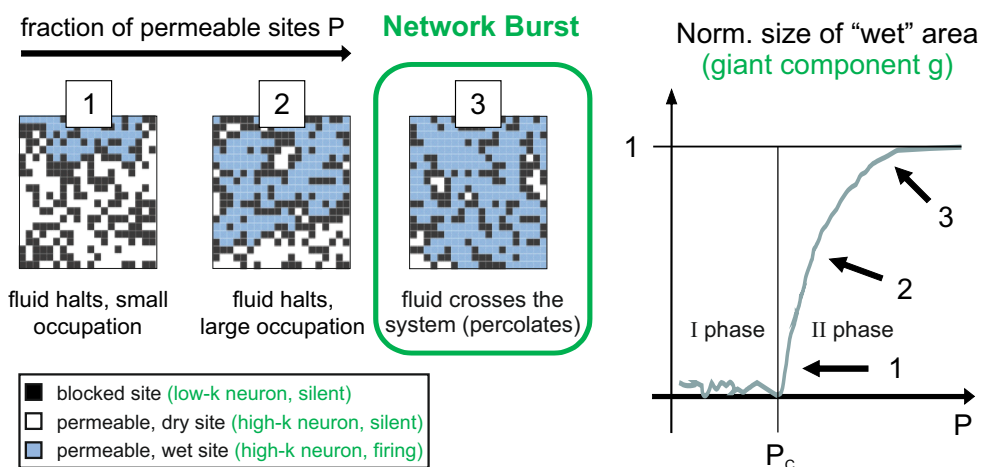 fraction of permeable sites P
Network Burst
1
2
3
fluid halts, small
occupation
fluid halts,
large occupation
fluid crosses the
system (percolates)
blocked site (low-k neuron, silent)
permeable, dry site (high-k neuron, silent)
permeable, wet site (high-k neuron, firing)
Norm. size of “wet” area
(giant component g)
1
3
2
I phase
II phase
1
P
Pc